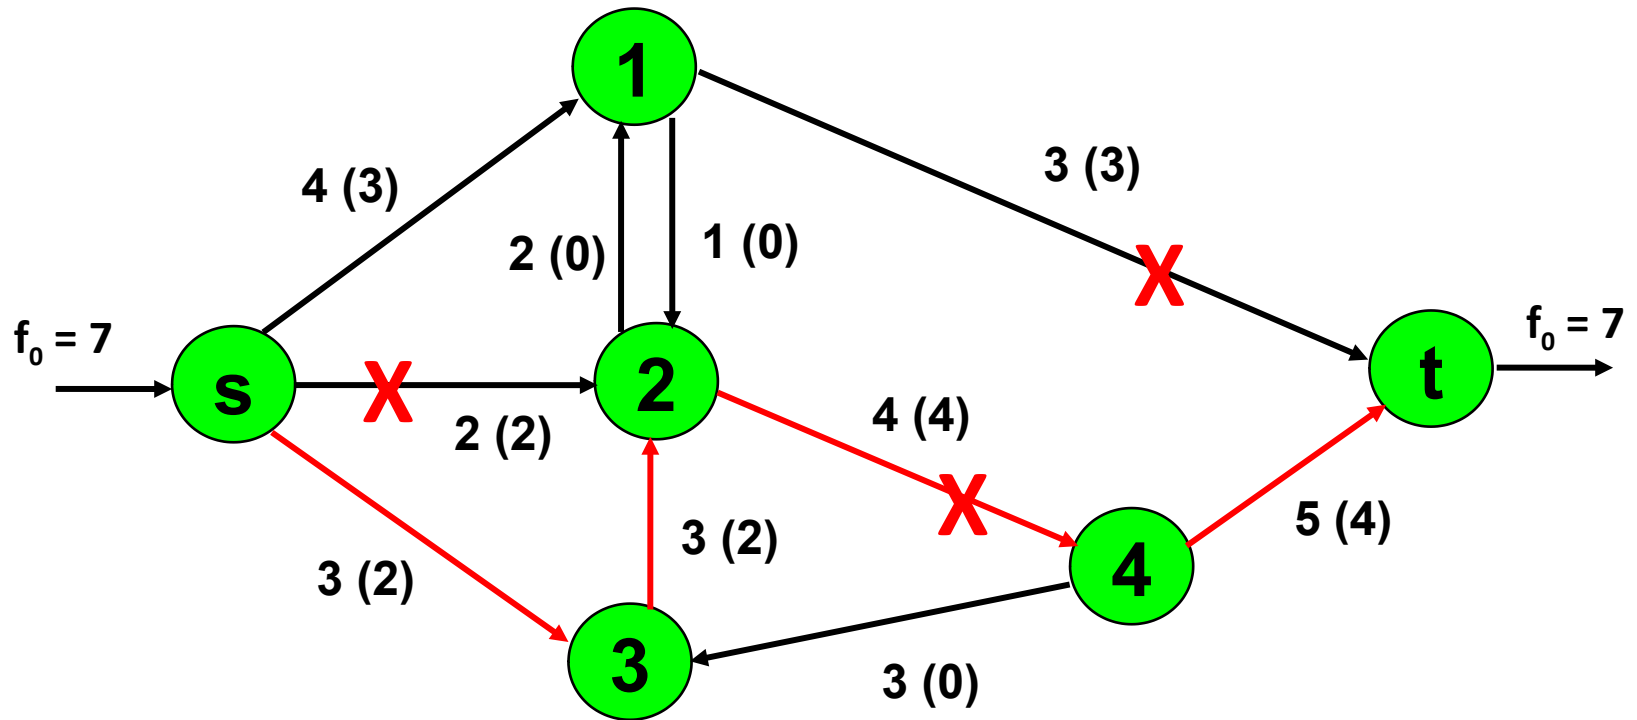 1
3 (3)
4 (3)
2 (0)
1 (0)
X
f₀ = 7
f₀ = 7
s
X
2
t
2 (2)
4 (4)
X
5 (4)
3 (2)
3 (2)
4
3
3 (0)